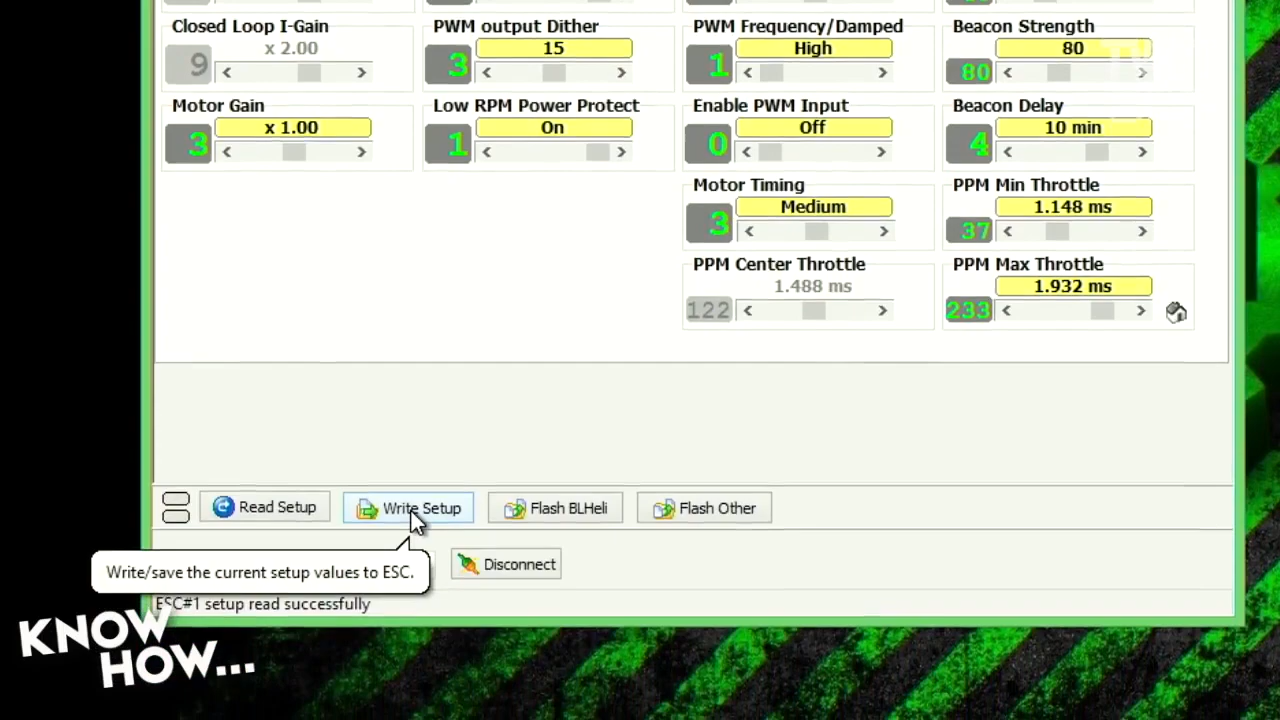 Closed Loop I-Gain
PWM output Dither
PWM Frequency/Damped
Beacon Strength
9
x 2.00
3
15
1
High
80
80
Motor Gain
Low RPM Power Protect
Enable PWM Input
Beacon Delay
3
x 1.00
1
On
0
Off
4
10 min
Motor Timing
PPM Min Throttle
3
Medium
37
1.148 ms
PPM Center Throttle
PPM Max Throttle
122
1.488 ms
233
1.932 ms
Read Setup
Write Setup
Flash BLHeli
Flash Other
Write/save the current setup values to ESC.
Disconnect
ESC#1 setup read successfully
KNOW
HOW...